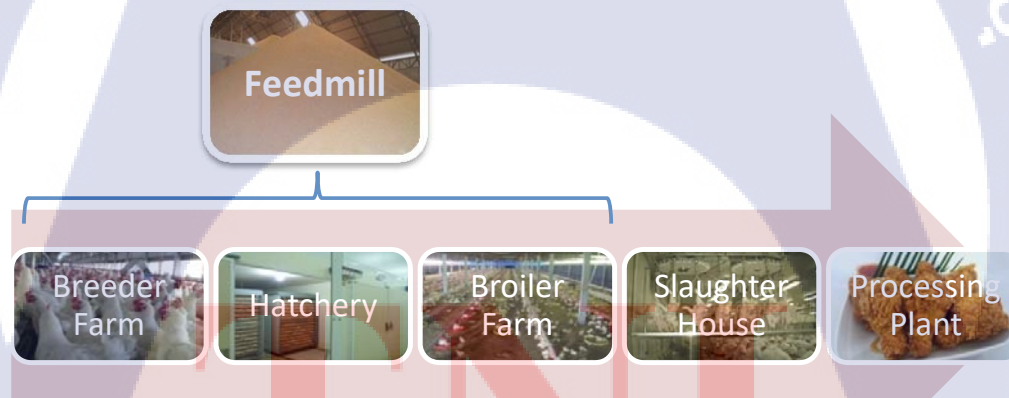 Feedmill
Breeder
Farm
Hatchery
Broiler
Farm
Slaughter
House
Processing
Plant